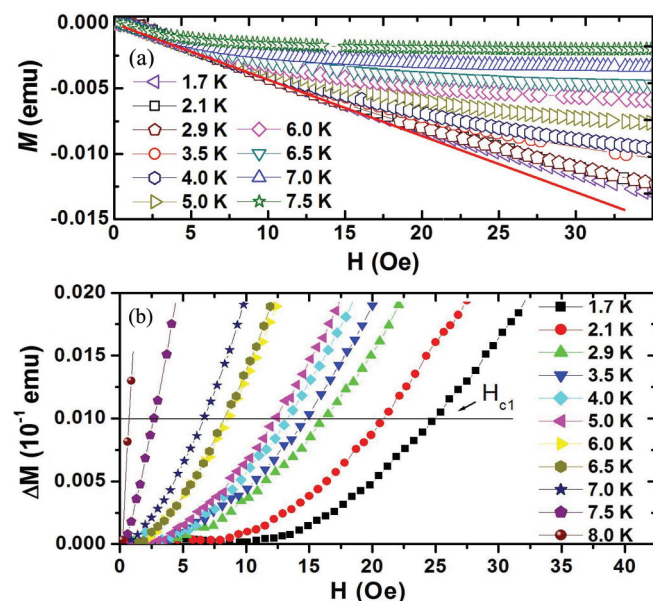 (a)
M (emu)
0.000
-0.005
-0.010
-0.015
1.7 K
2.1 K
2.9 K
3.5 K
4.0 K
5.0 K
6.0 K
6.5 K
7.0 K
7.5 K
0 5 10 15 20 25 30 35
H (Oe)
(b)
ΔM (10⁻¹ emu)
0.020
0.015
0.010
0.005
0.000
H_c1
1.7 K
2.1 K
2.9 K
3.5 K
4.0 K
5.0 K
6.0 K
6.5 K
7.0 K
7.5 K
8.0 K
0 5 10 15 20 25 30 35 40
H (Oe)